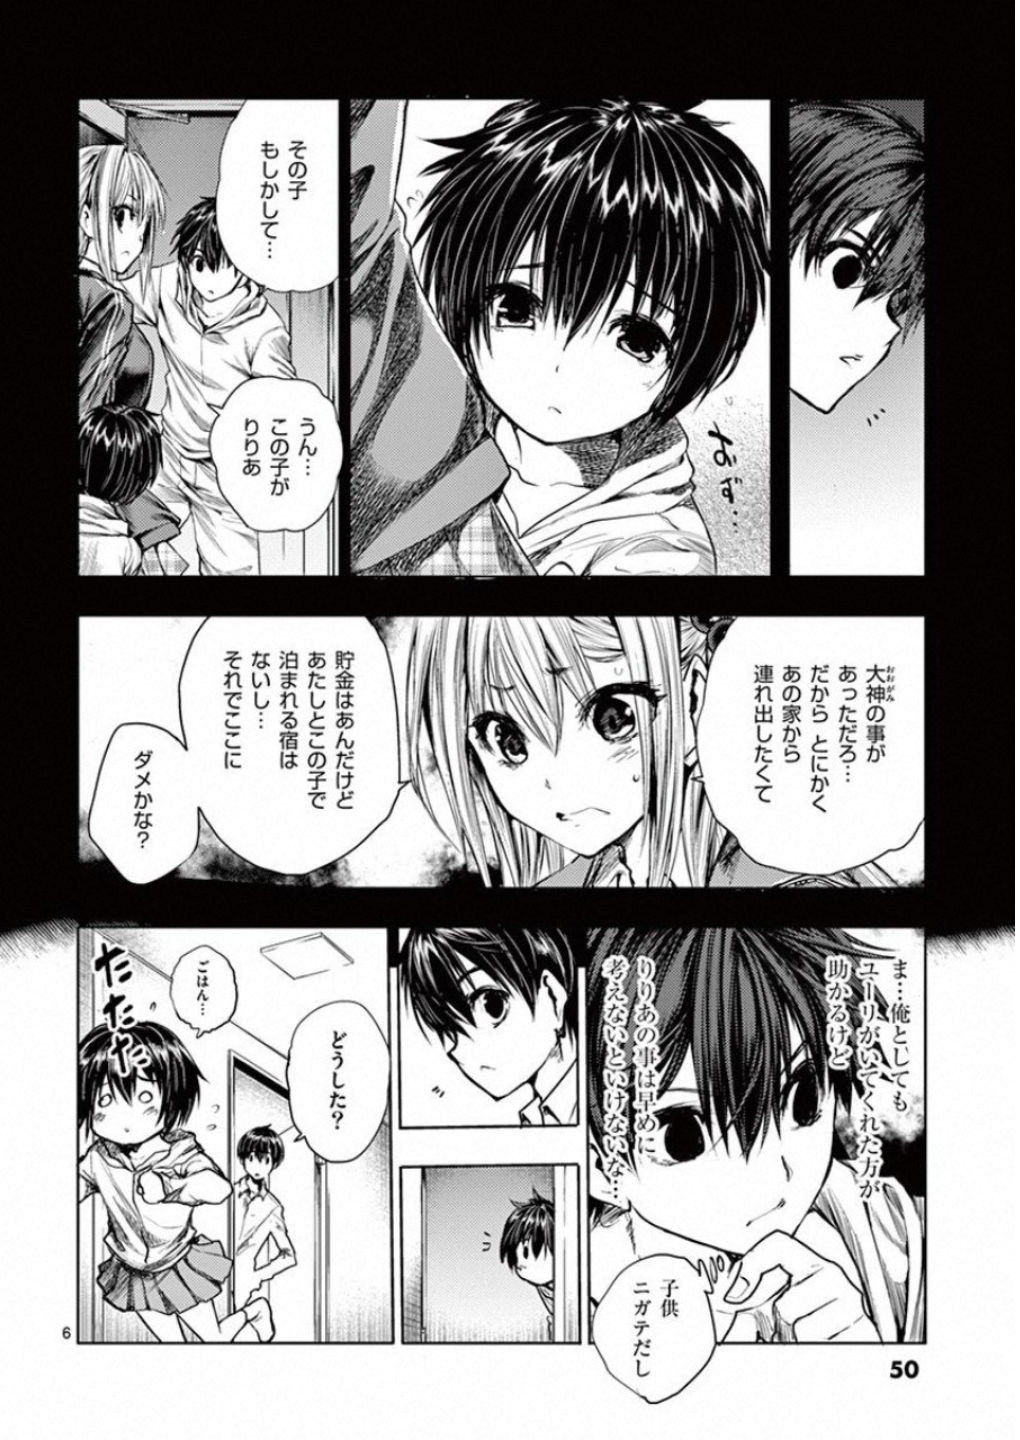 その子
もしかして…
おず…
うん…
この子が
りりあ
大神の事が
おおがみ
あっただろ…
だから とにかく
あの家から
連れ出したくて
貯金はあんだけど
あたしとこの子で
泊まれる宿は
ないし…
それでここに
ダメかな?
ま…俺としても
ユーリがいてくれた方が
助かるけど
りりあの事は早めに
考えないといけないな…
子供
ニガテだし
どうした?
ごはん…
たたたた
6
50